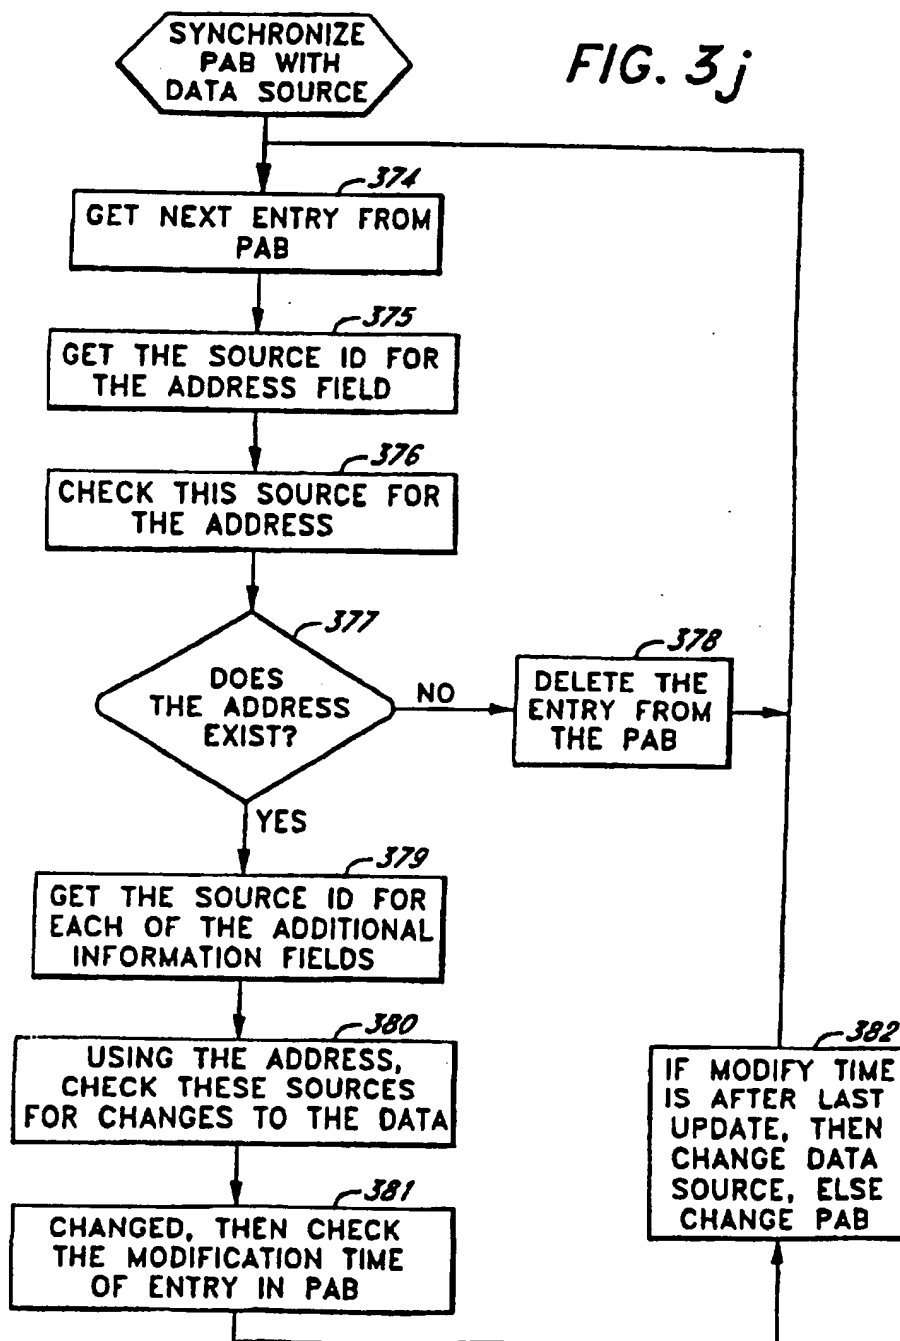 SYNCHRONIZE
PAB WITH
DATA SOURCE
FIG. 3j
374
GET NEXT ENTRY FROM
PAB
375
GET THE SOURCE ID FOR
THE ADDRESS FIELD
376
CHECK THIS SOURCE FOR
THE ADDRESS
377
DOES
THE ADDRESS
EXIST?
NO
378
DELETE THE
ENTRY FROM
THE PAB
YES
379
GET THE SOURCE ID FOR
EACH OF THE ADDITIONAL
INFORMATION FIELDS
380
USING THE ADDRESS,
CHECK THESE SOURCES
FOR CHANGES TO THE DATA
381
CHANGED, THEN CHECK
THE MODIFICATION TIME
OF ENTRY IN PAB
382
IF MODIFY TIME
IS AFTER LAST
UPDATE, THEN
CHANGE DATA
SOURCE, ELSE
CHANGE PAB